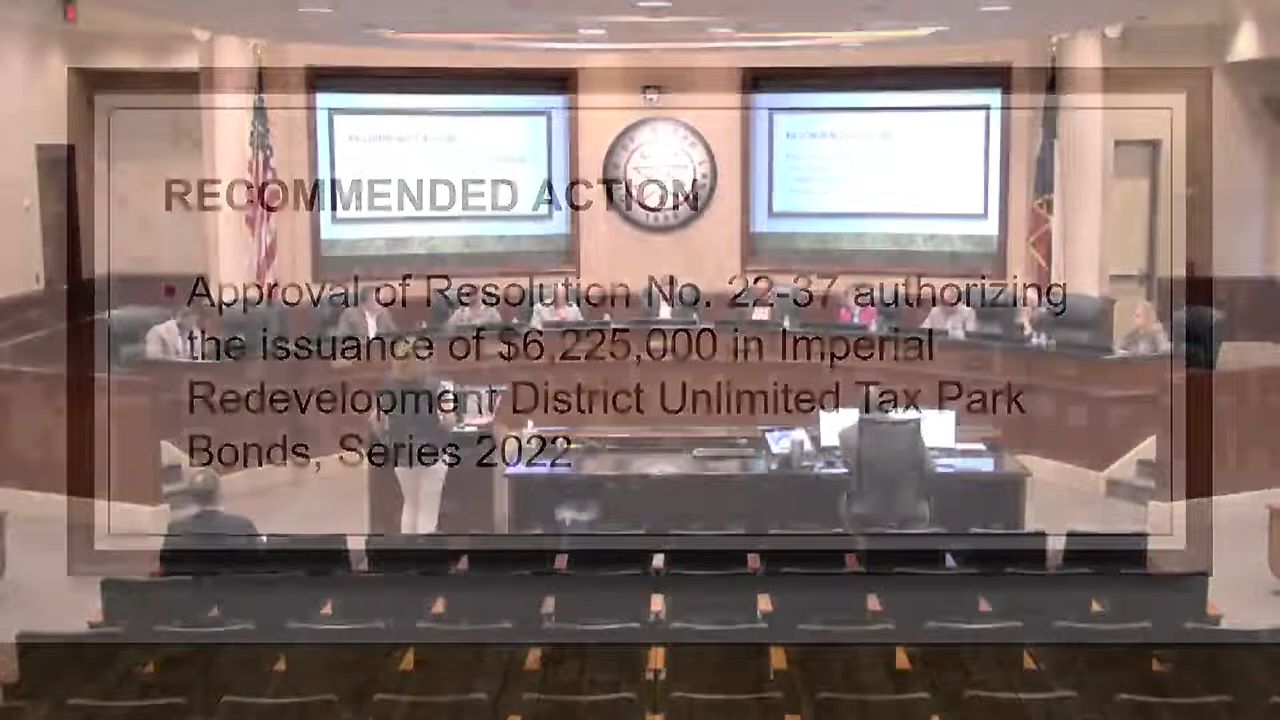 RECOMMENDED ACTION
• Approval of Resolution No. 22-37 authorizing
the issuance of $6,225,000 in Imperial
Redevelopment District Unlimited Tax Park
Bonds, Series 2022